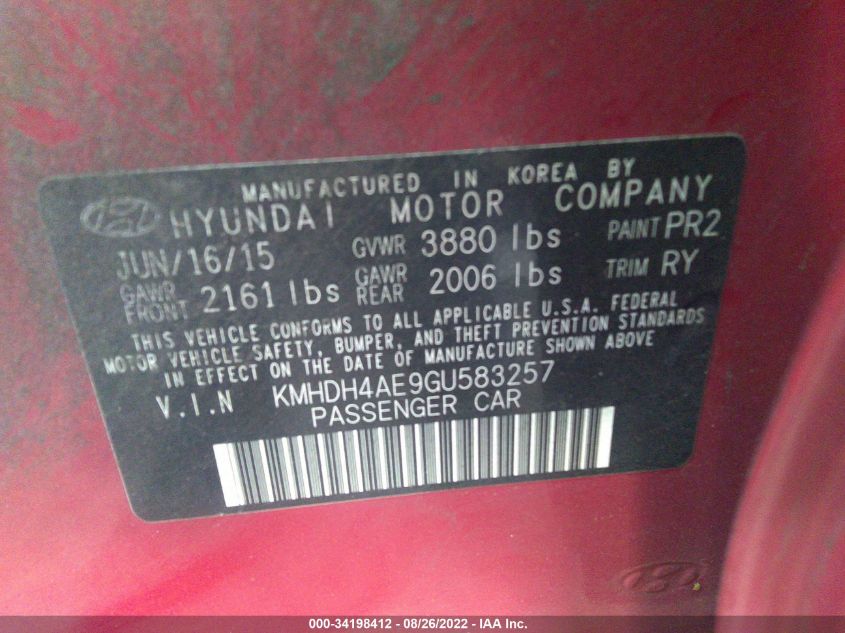 MANUFACTURED IN KOREA BY
HYUNDAI MOTOR COMPANY
JUN/16/15 GVWR 3880 lbs PAINT PR2
GAWR FRONT 2161 lbs GAWR REAR 2006 lbs TRIM RY
THIS VEHICLE CONFORMS TO ALL APPLICABLE U.S.A. FEDERAL
MOTOR VEHICLE SAFETY, BUMPER, AND THEFT PREVENTION STANDARDS
IN EFFECT ON THE DATE OF MANUFACTURE SHOWN ABOVE
V.I.N KMHDH4AE9GU583257
PASSENGER CAR
000-34198412 - 08/26/2022 - IAA Inc.